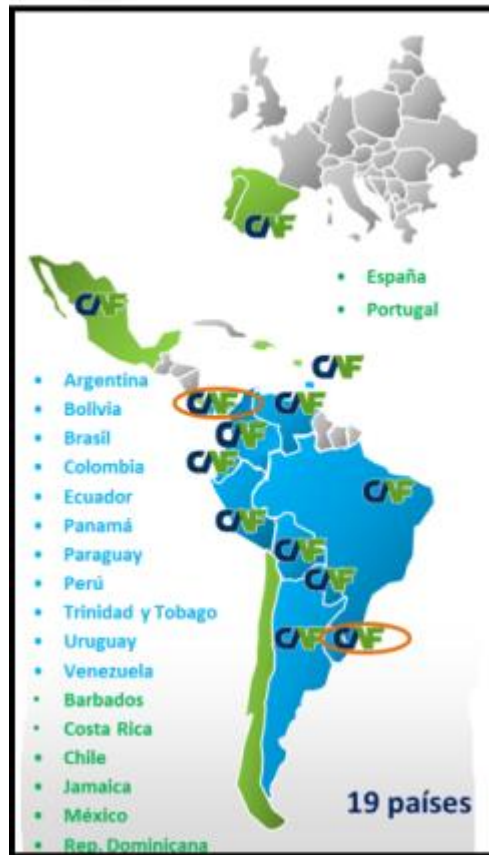 CAF
España
Portugal
CAF
CAF
Argentina
Bolivia
CAF
CAF
Brasil
CAF
Colombia
CAF
Ecuador
CAF
Panamá
CAF
Paraguay
CAF
Perú
CAF
Trinidad y Tobago
Uruguay
CAF
CAF
Venezuela
Barbados
Costa Rica
Chile
Jamaica
19 países
México
Rep. Dominicana